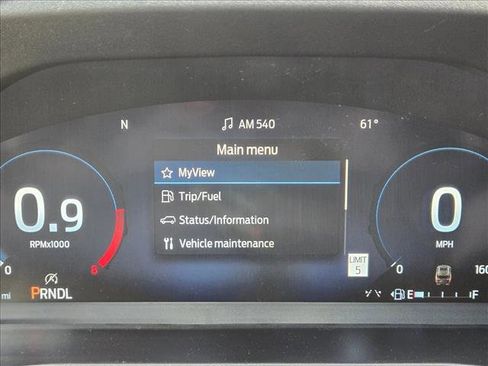 N AM 540 61°
Main menu
MyView
Trip/Fuel
Status/Information
Vehicle maintenance
0.9
RPMx1000
0 8
mi PRNDL
0
MPH
LIMIT
5
0 160
E F